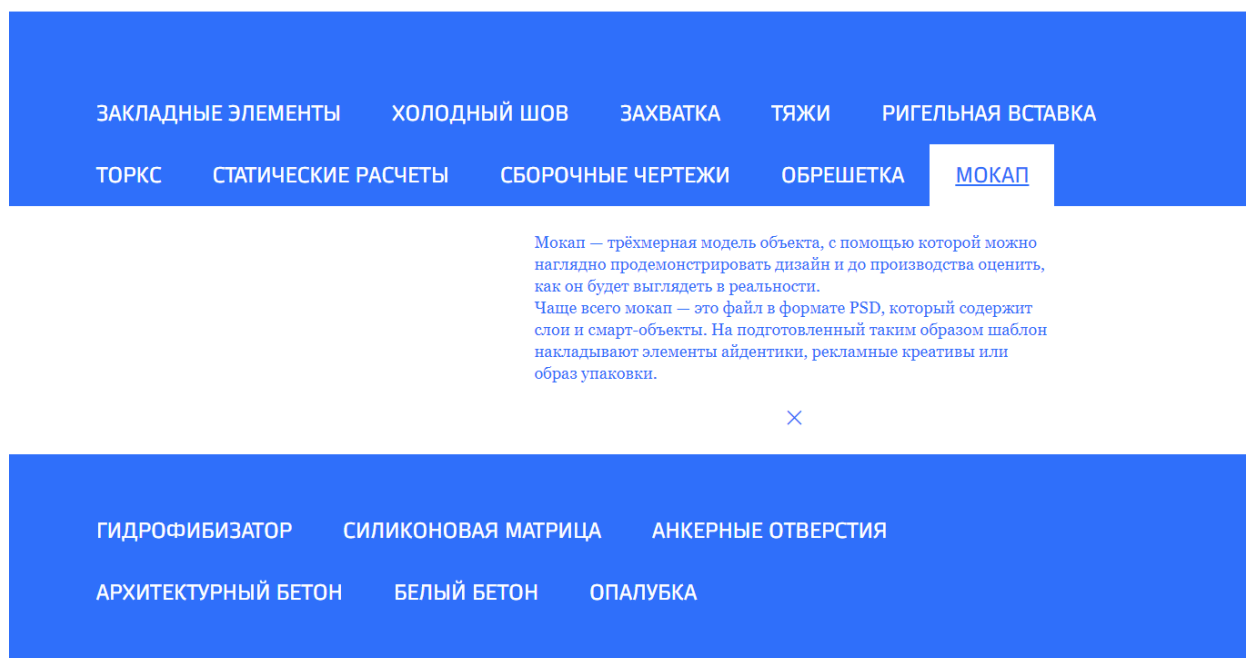 ЗАКЛАДНЫЕ ЭЛЕМЕНТЫ ХОЛОДНЫЙ ШОВ ЗАХВАТКА ТЯЖИ РИГЕЛЬНАЯ ВСТАВКА
ТОРКС СТАТИЧЕСКИЕ РАСЧЕТЫ СБОРОЧНЫЕ ЧЕРТЕЖИ ОБРЕШЕТКА МОКАП
Мокап — трёхмерная модель объекта, с помощью которой можно
наглядно продемонстрировать дизайн и до производства оценить,
как он будет выглядеть в реальности.
Чаще всего мокап — это файл в формате PSD, который содержит
слои и смарт-объекты. На подготовленный таким образом шаблон
накладывают элементы айдентики, рекламные креативы или
образ упаковки.
ГИДРОФИБИЗАТОР СИЛИКОНОВАЯ МАТРИЦА АНКЕРНЫЕ ОТВЕРСТИЯ
АРХИТЕКТУРНЫЙ БЕТОН БЕЛЫЙ БЕТОН ОПАЛУБКА